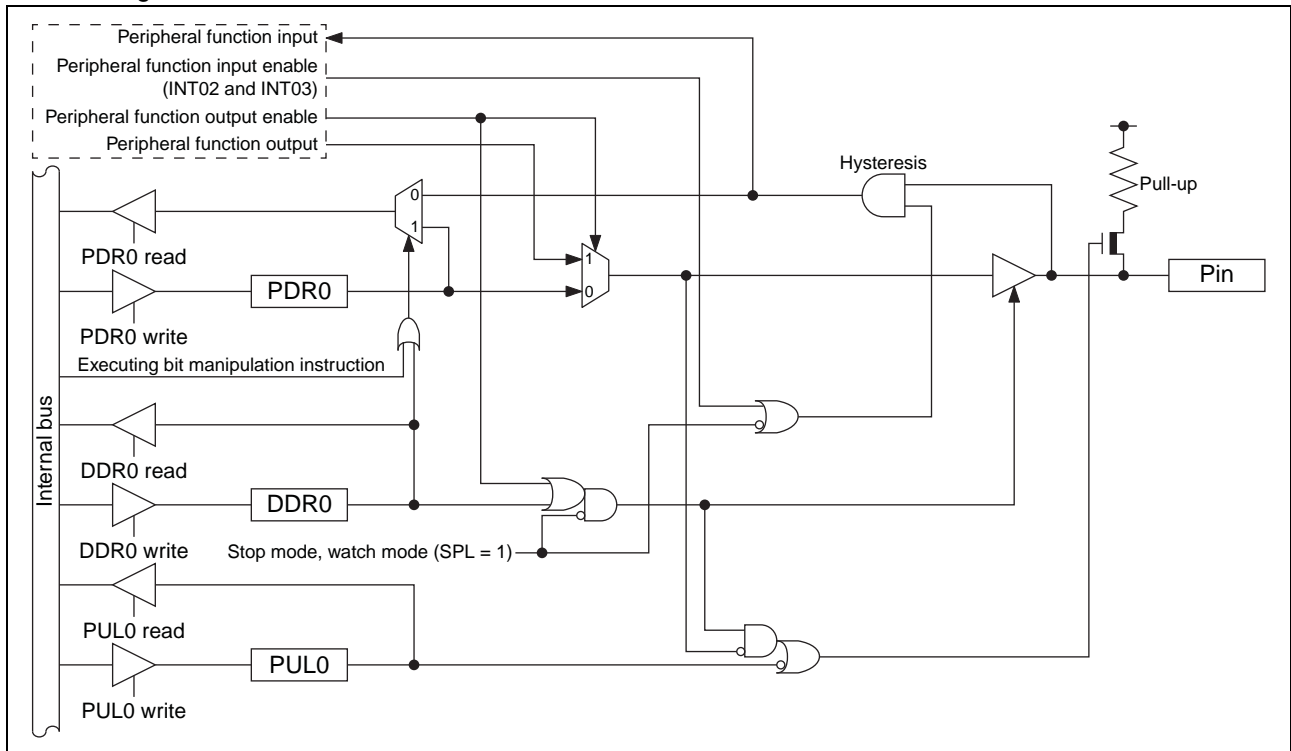 Peripheral function input
Peripheral function input enable
(INT02 and INT03)
Peripheral function output enable
Peripheral function output
Hysteresis
Pull-up
0
1
PDR0 read
1
0
PDR0
Pin
PDR0 write
Executing bit manipulation instruction
Internal bus
DDR0 read
DDR0
DDR0 write
Stop mode, watch mode (SPL = 1)
PUL0 read
PUL0
PUL0 write